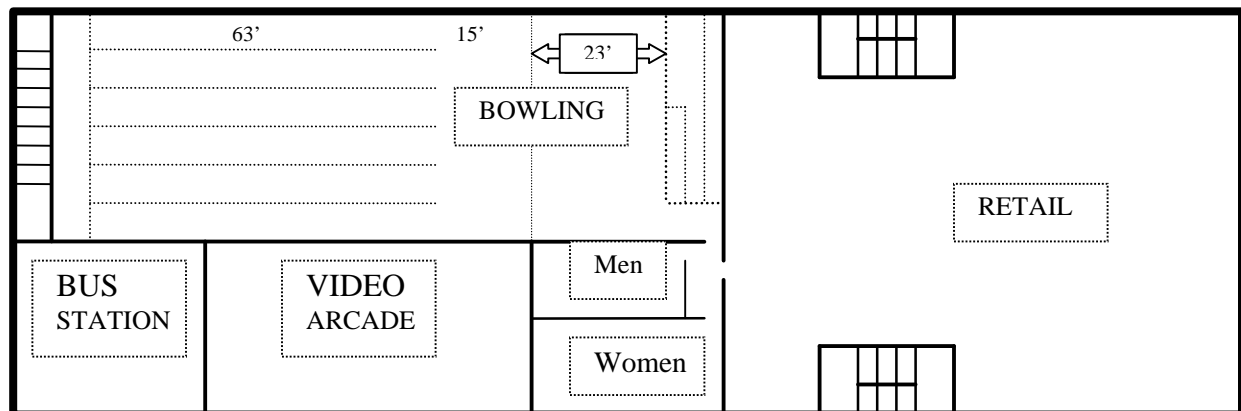 63’
15’
23’
BOWLING
RETAIL
Men
BUS
STATION
VIDEO
ARCADE
Women